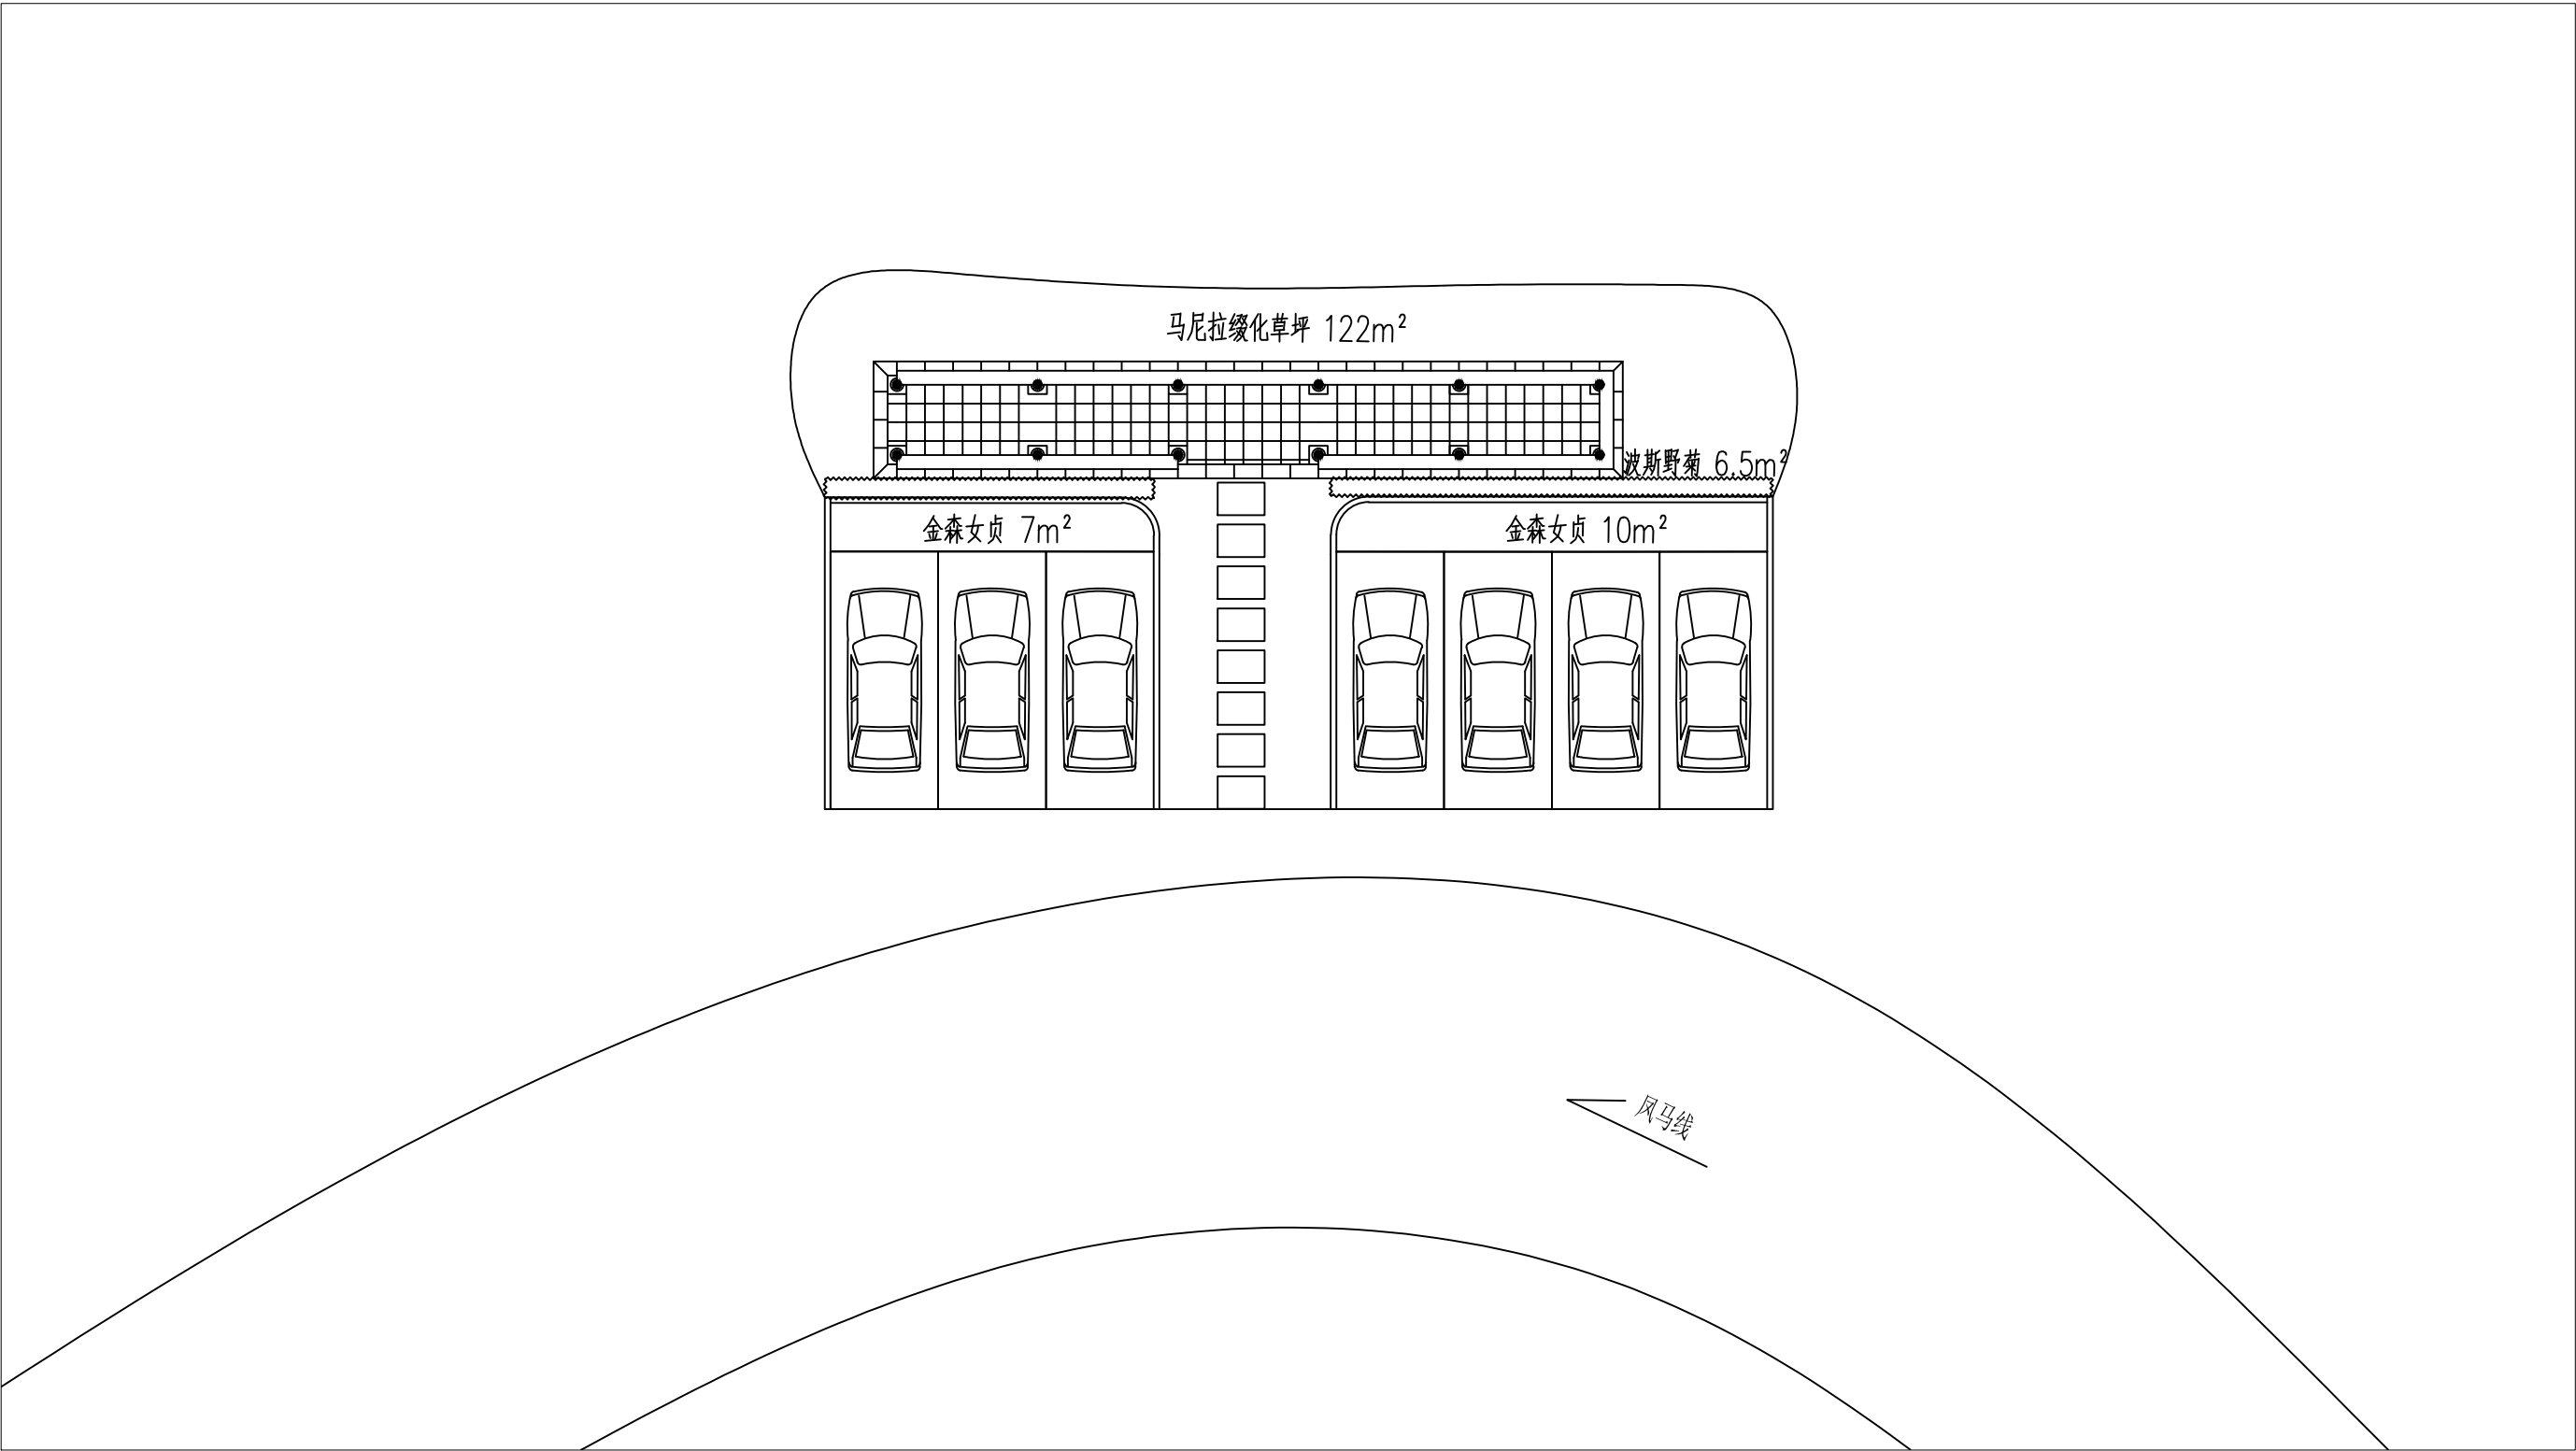 马尼拉缀化草坪 122m²
波斯野菊 6.5m²
金森女贞 7m²
金森女贞 10m²
凤马线